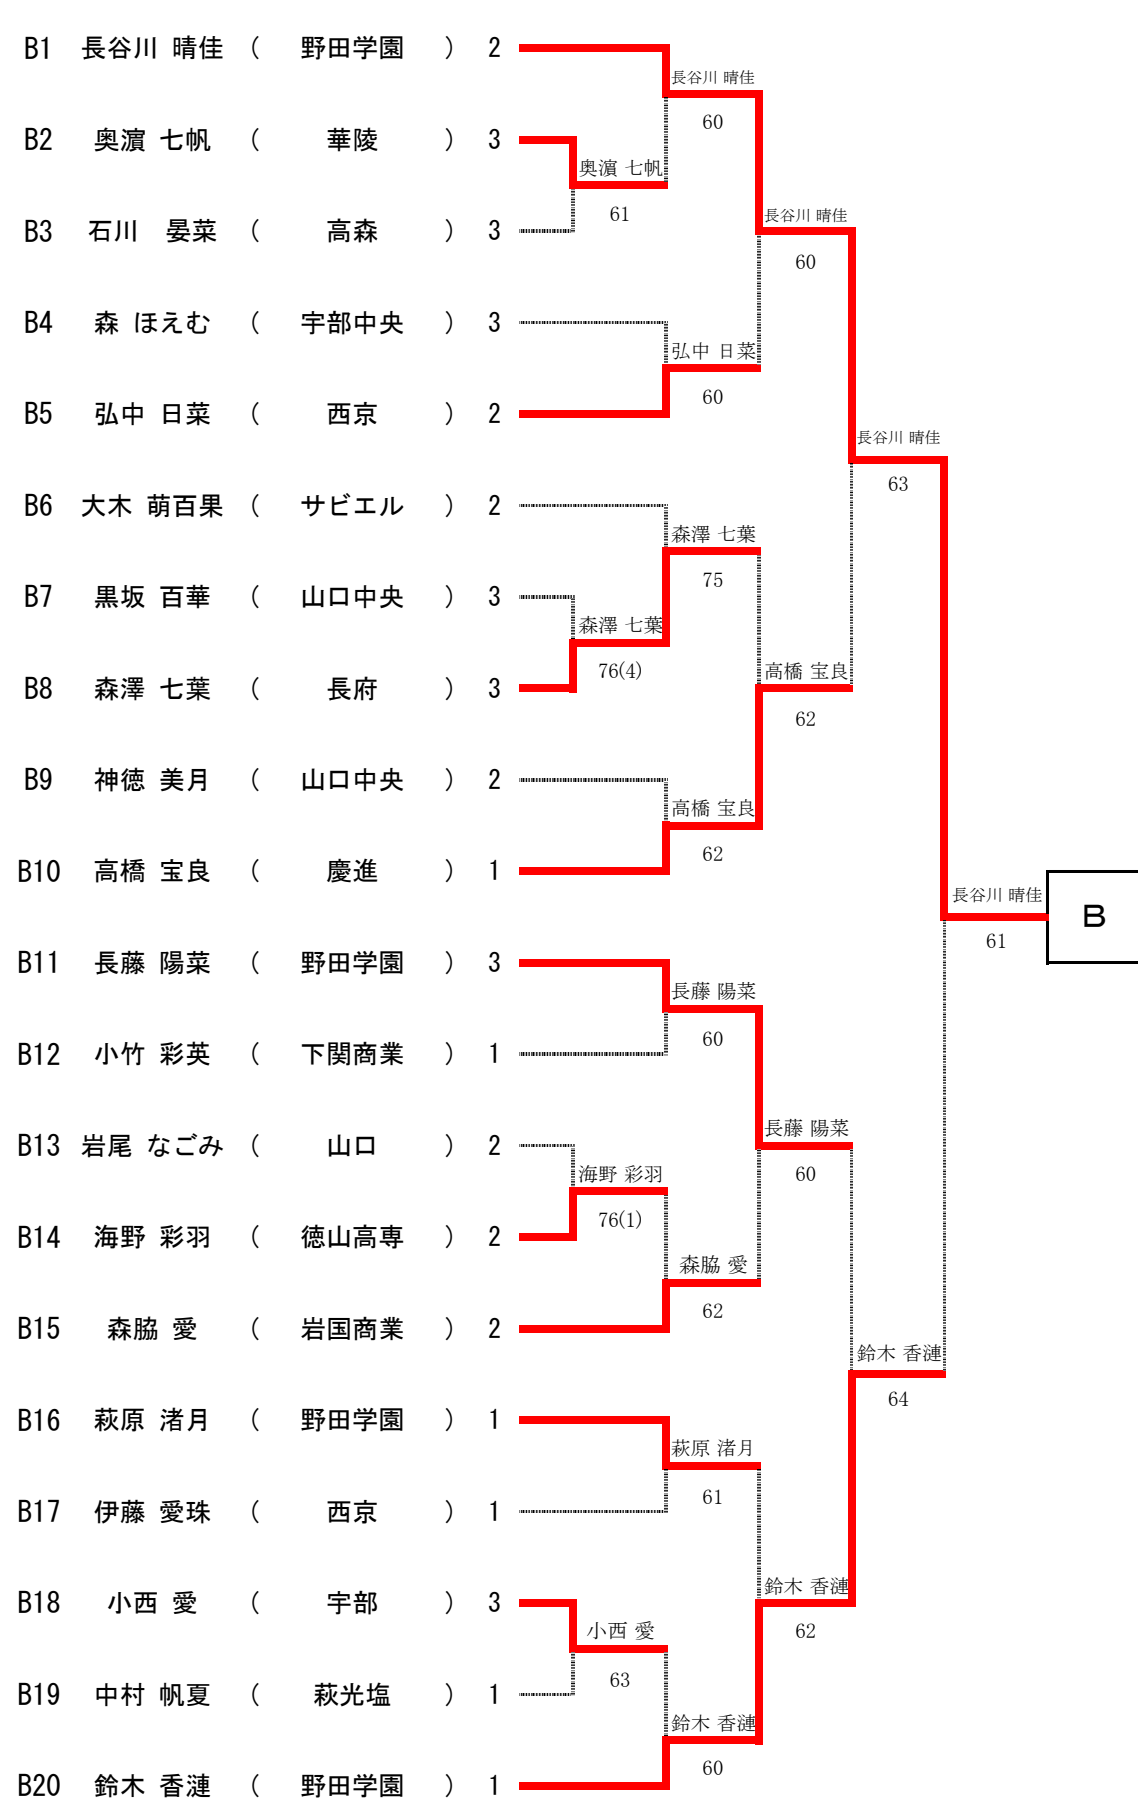 B1 長谷川 晴佳 ( 野田学園 ) 2
長谷川 晴佳
60
B2 奥濵 七帆 ( 華陵 ) 3
奥濵 七帆
61
B3 石川 晏菜 ( 高森 ) 3
長谷川 晴佳
60
B4 森 ほえむ ( 宇部中央 ) 3
弘中 日菜
60
B5 弘中 日菜 ( 西京 ) 2
長谷川 晴佳
63
B6 大木 萌百果 ( サビエル ) 2
森澤 七葉
75
B7 黒坂 百華 ( 山口中央 ) 3
森澤 七葉
76(4)
B8 森澤 七葉 ( 長府 ) 3
高橋 宝良
62
B9 神徳 美月 ( 山口中央 ) 2
高橋 宝良
62
B10 高橋 宝良 ( 慶進 ) 1
長谷川 晴佳
61
B
B11 長藤 陽菜 ( 野田学園 ) 3
長藤 陽菜
60
B12 小竹 彩英 ( 下関商業 ) 1
長藤 陽菜
60
B13 岩尾 なごみ ( 山口 ) 2
海野 彩羽
76(1)
B14 海野 彩羽 ( 徳山高専 ) 2
森脇 愛
62
B15 森脇 愛 ( 岩国商業 ) 2
鈴木 香漣
64
B16 萩原 渚月 ( 野田学園 ) 1
萩原 渚月
61
B17 伊藤 愛珠 ( 西京 ) 1
鈴木 香漣
62
B18 小西 愛 ( 宇部 ) 3
小西 愛
63
B19 中村 帆夏 ( 萩光塩 ) 1
鈴木 香漣
60
B20 鈴木 香漣 ( 野田学園 ) 1